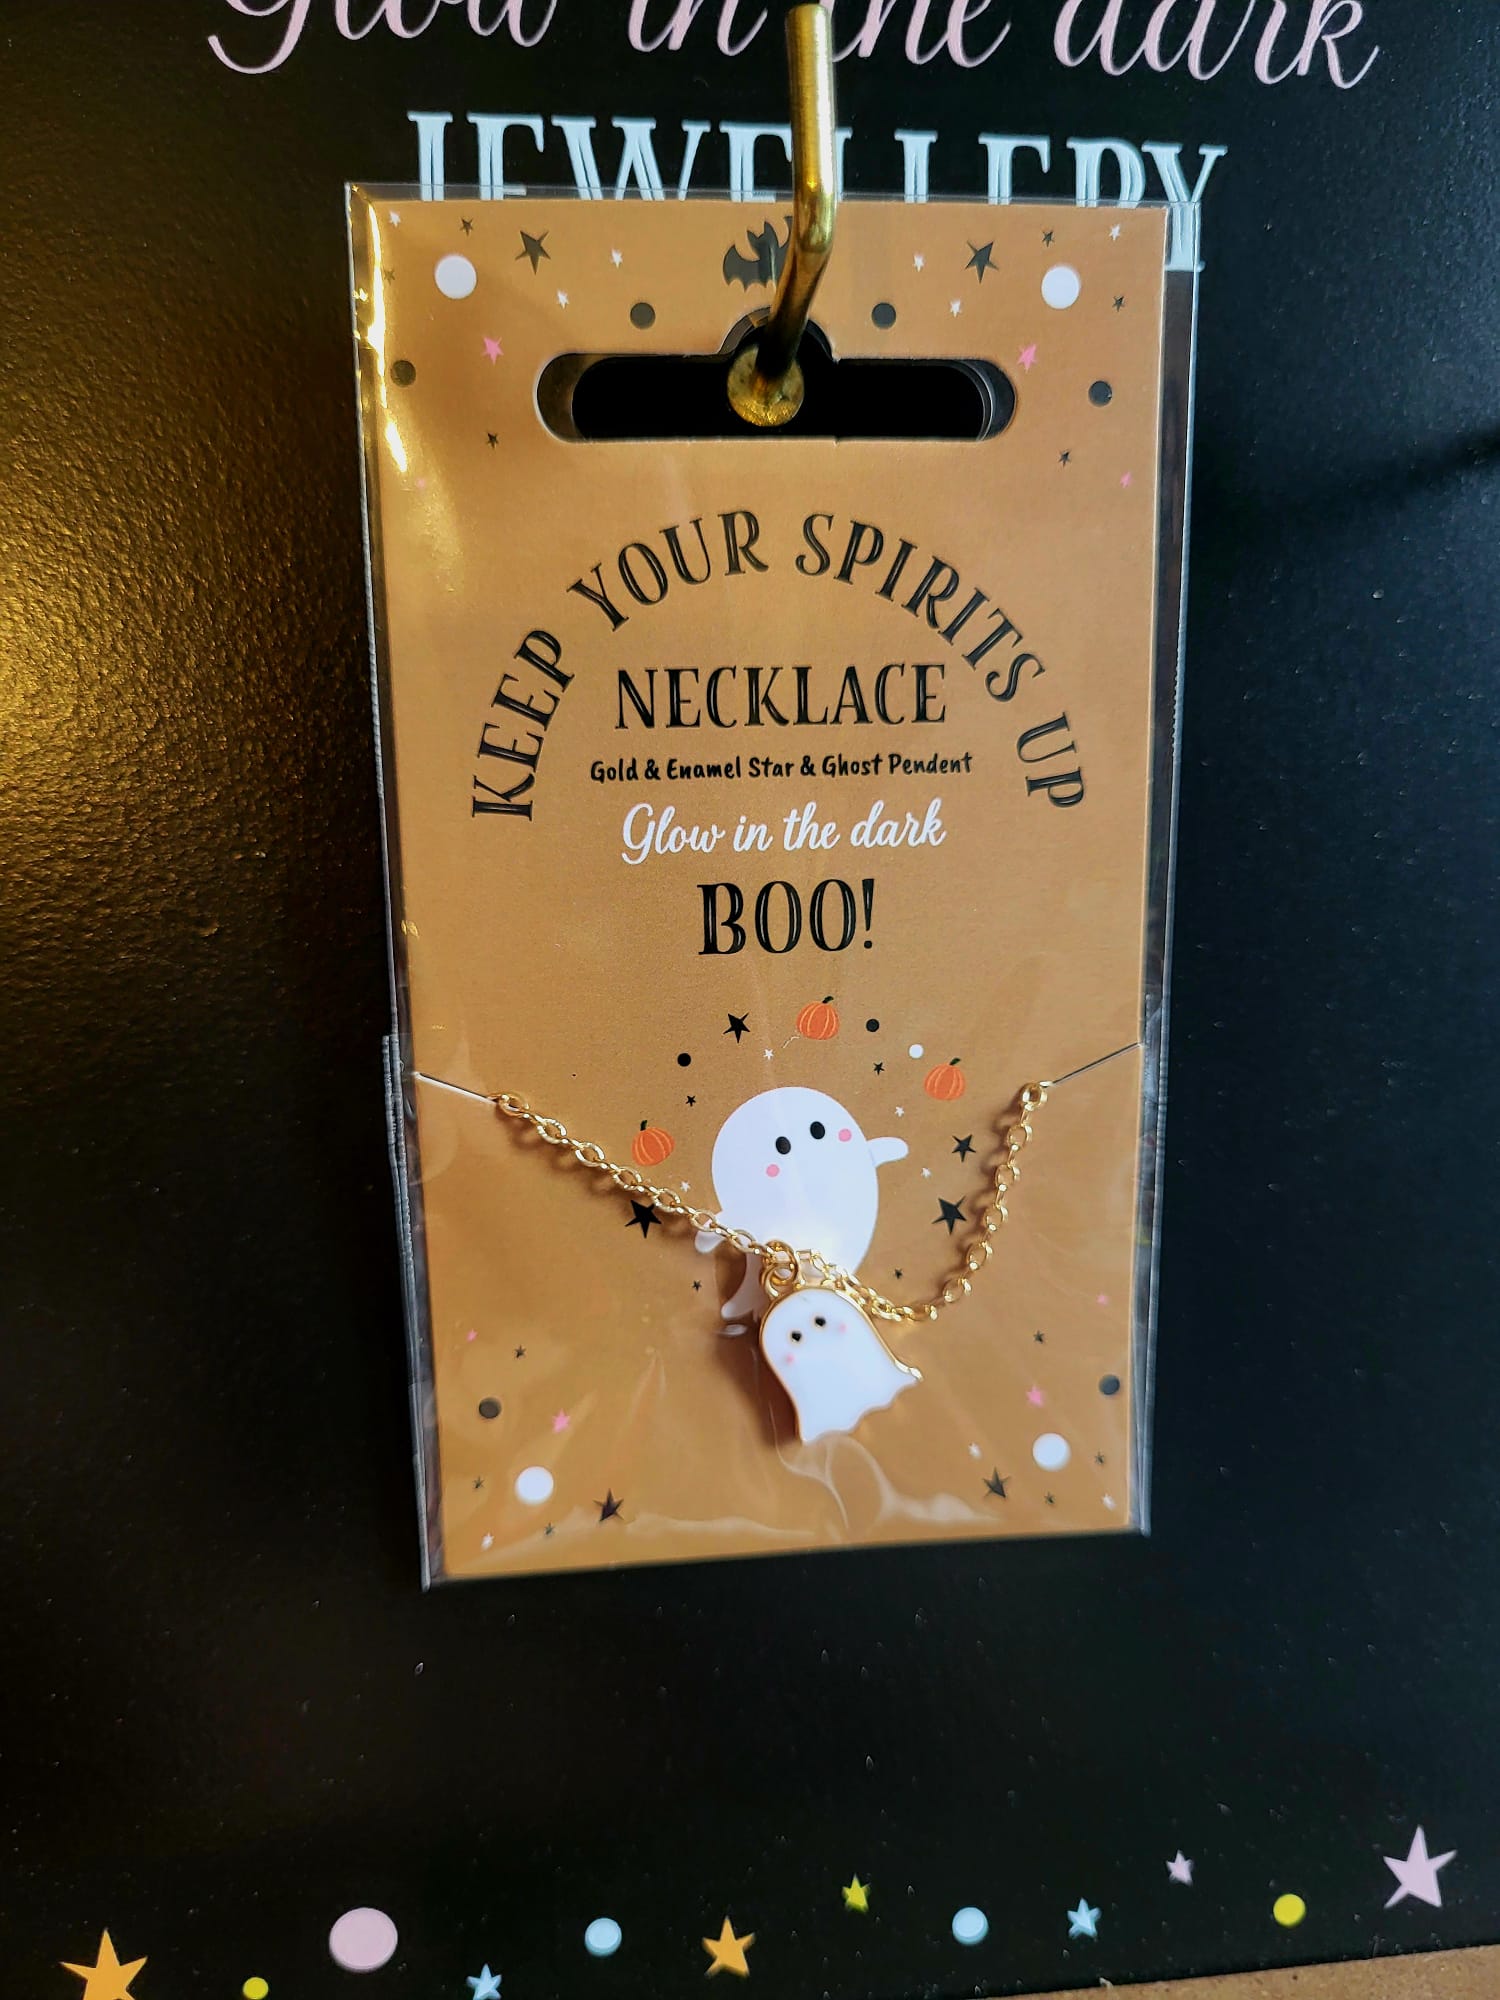 Glow in the dark
JEWELLERY
KEEP YOUR SPIRITS UP
NECKLACE
Gold & Enamel Star & Ghost Pendent
Glow in the dark
BOO!